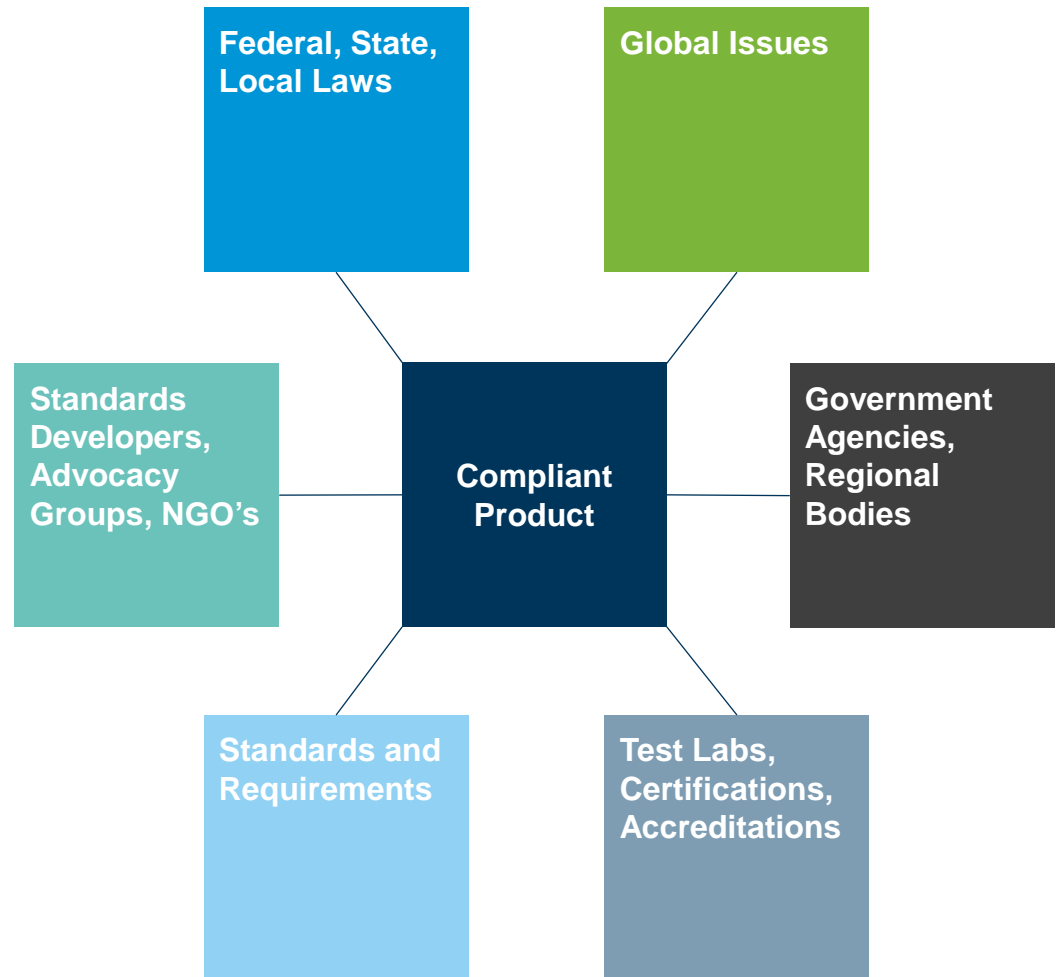 Federal, State,
Local Laws
Global Issues
Standards
Developers,
Advocacy
Groups, NGO’s
Compliant
Product
Government
Agencies,
Regional
Bodies
Standards and
Requirements
Test Labs,
Certifications,
Accreditations